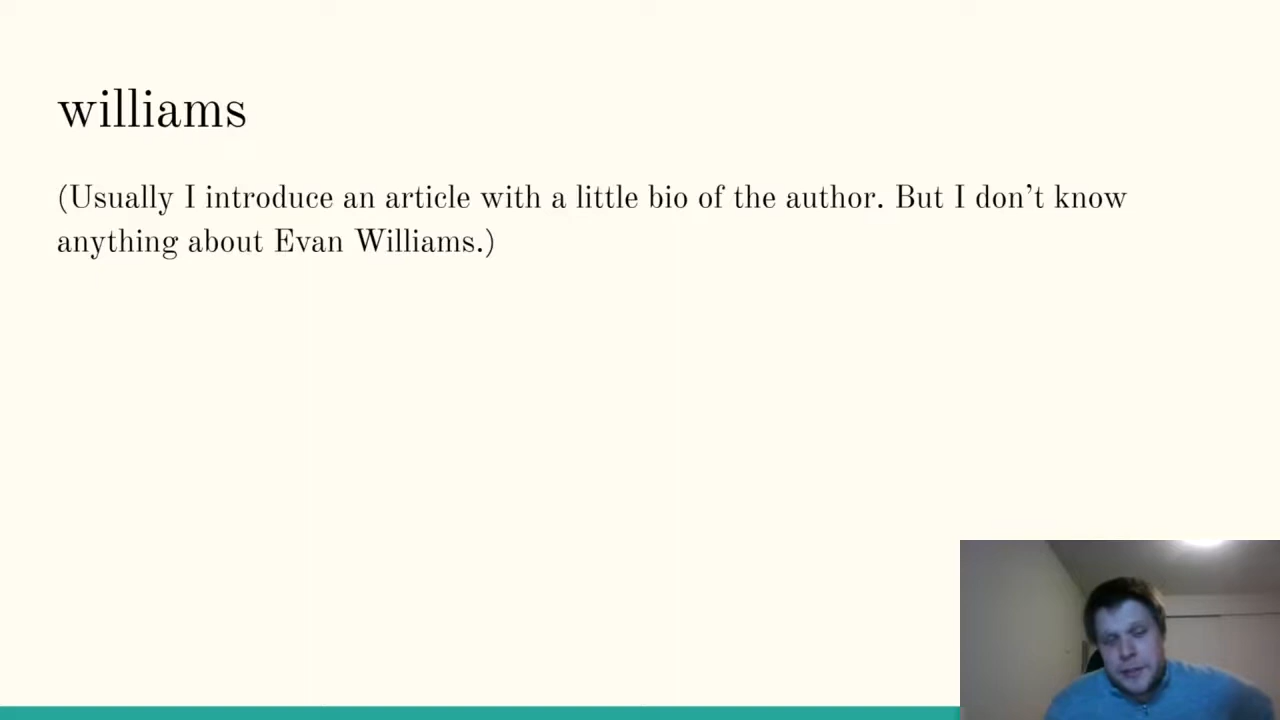 williams
(Usually I introduce an article with a little bio of the author. But I don’t know
anything about Evan Williams.)